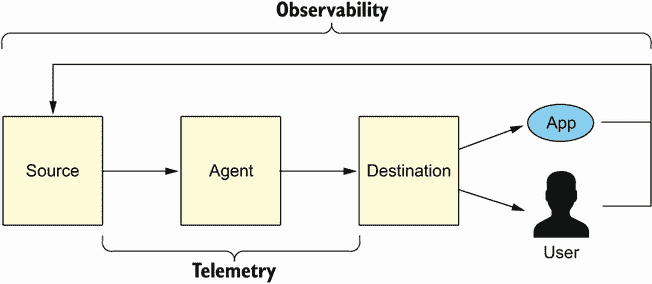 Observability
Source
Agent
Destination
App
User
Telemetry